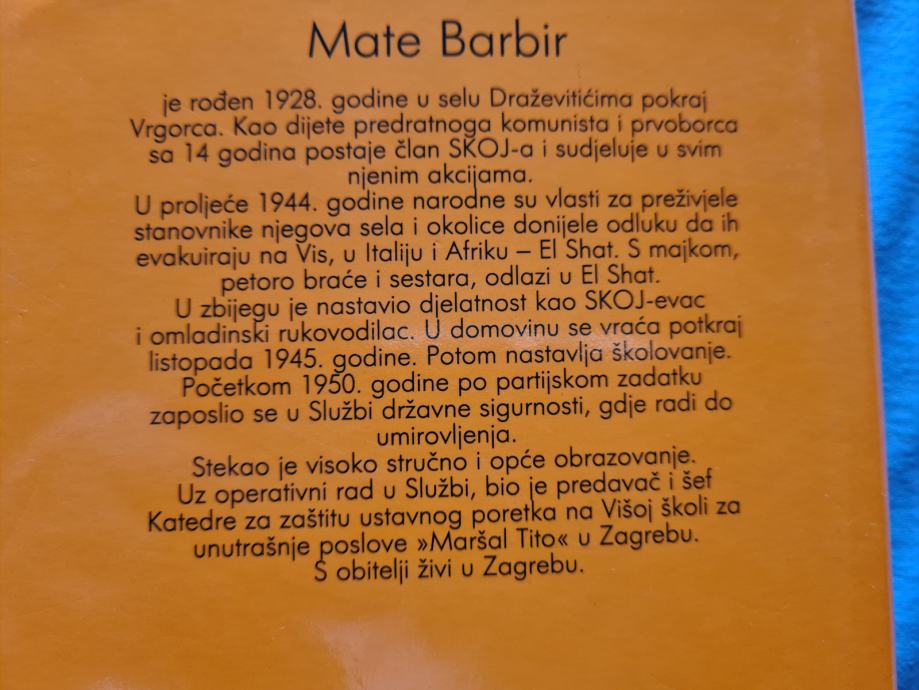 Mate Barbir
je rođen 1928. godine u selu Draževitićima pokraj
Vrgorca. Kao dijete predratnoga komunista i prvoborca
sa 14 godina postaje član SKOJ-a i sudjeluje u svim
njenim akcijama.
U proljeće 1944. godine narodne su vlasti za preživjele
stanovnike njegova sela i okolice donijele odluku da ih
evakuiraju na Vis, u Italiju i Afriku – El Shat. S majkom,
petoro braće i sestara, odlazi u El Shat.
U zbijegu je nastavio djelatnost kao SKOJ-evac
i omladinski rukovodilac. U domovinu se vraća potkraj
listopada 1945. godine. Potom nastavlja školovanje.
Početkom 1950. godine po partijskom zadatku
zaposlio se u Službi državne sigurnosti, gdje radi do
umirovljenja.
Stekao je visoko stručno i opće obrazovanje.
Uz operativni rad u Službi, bio je predavač i šef
Katedre za zaštitu ustavnog poretka na Višoj školi za
unutrašnje poslove »Maršal Tito« u Zagrebu.
S obitelji živi u Zagrebu.